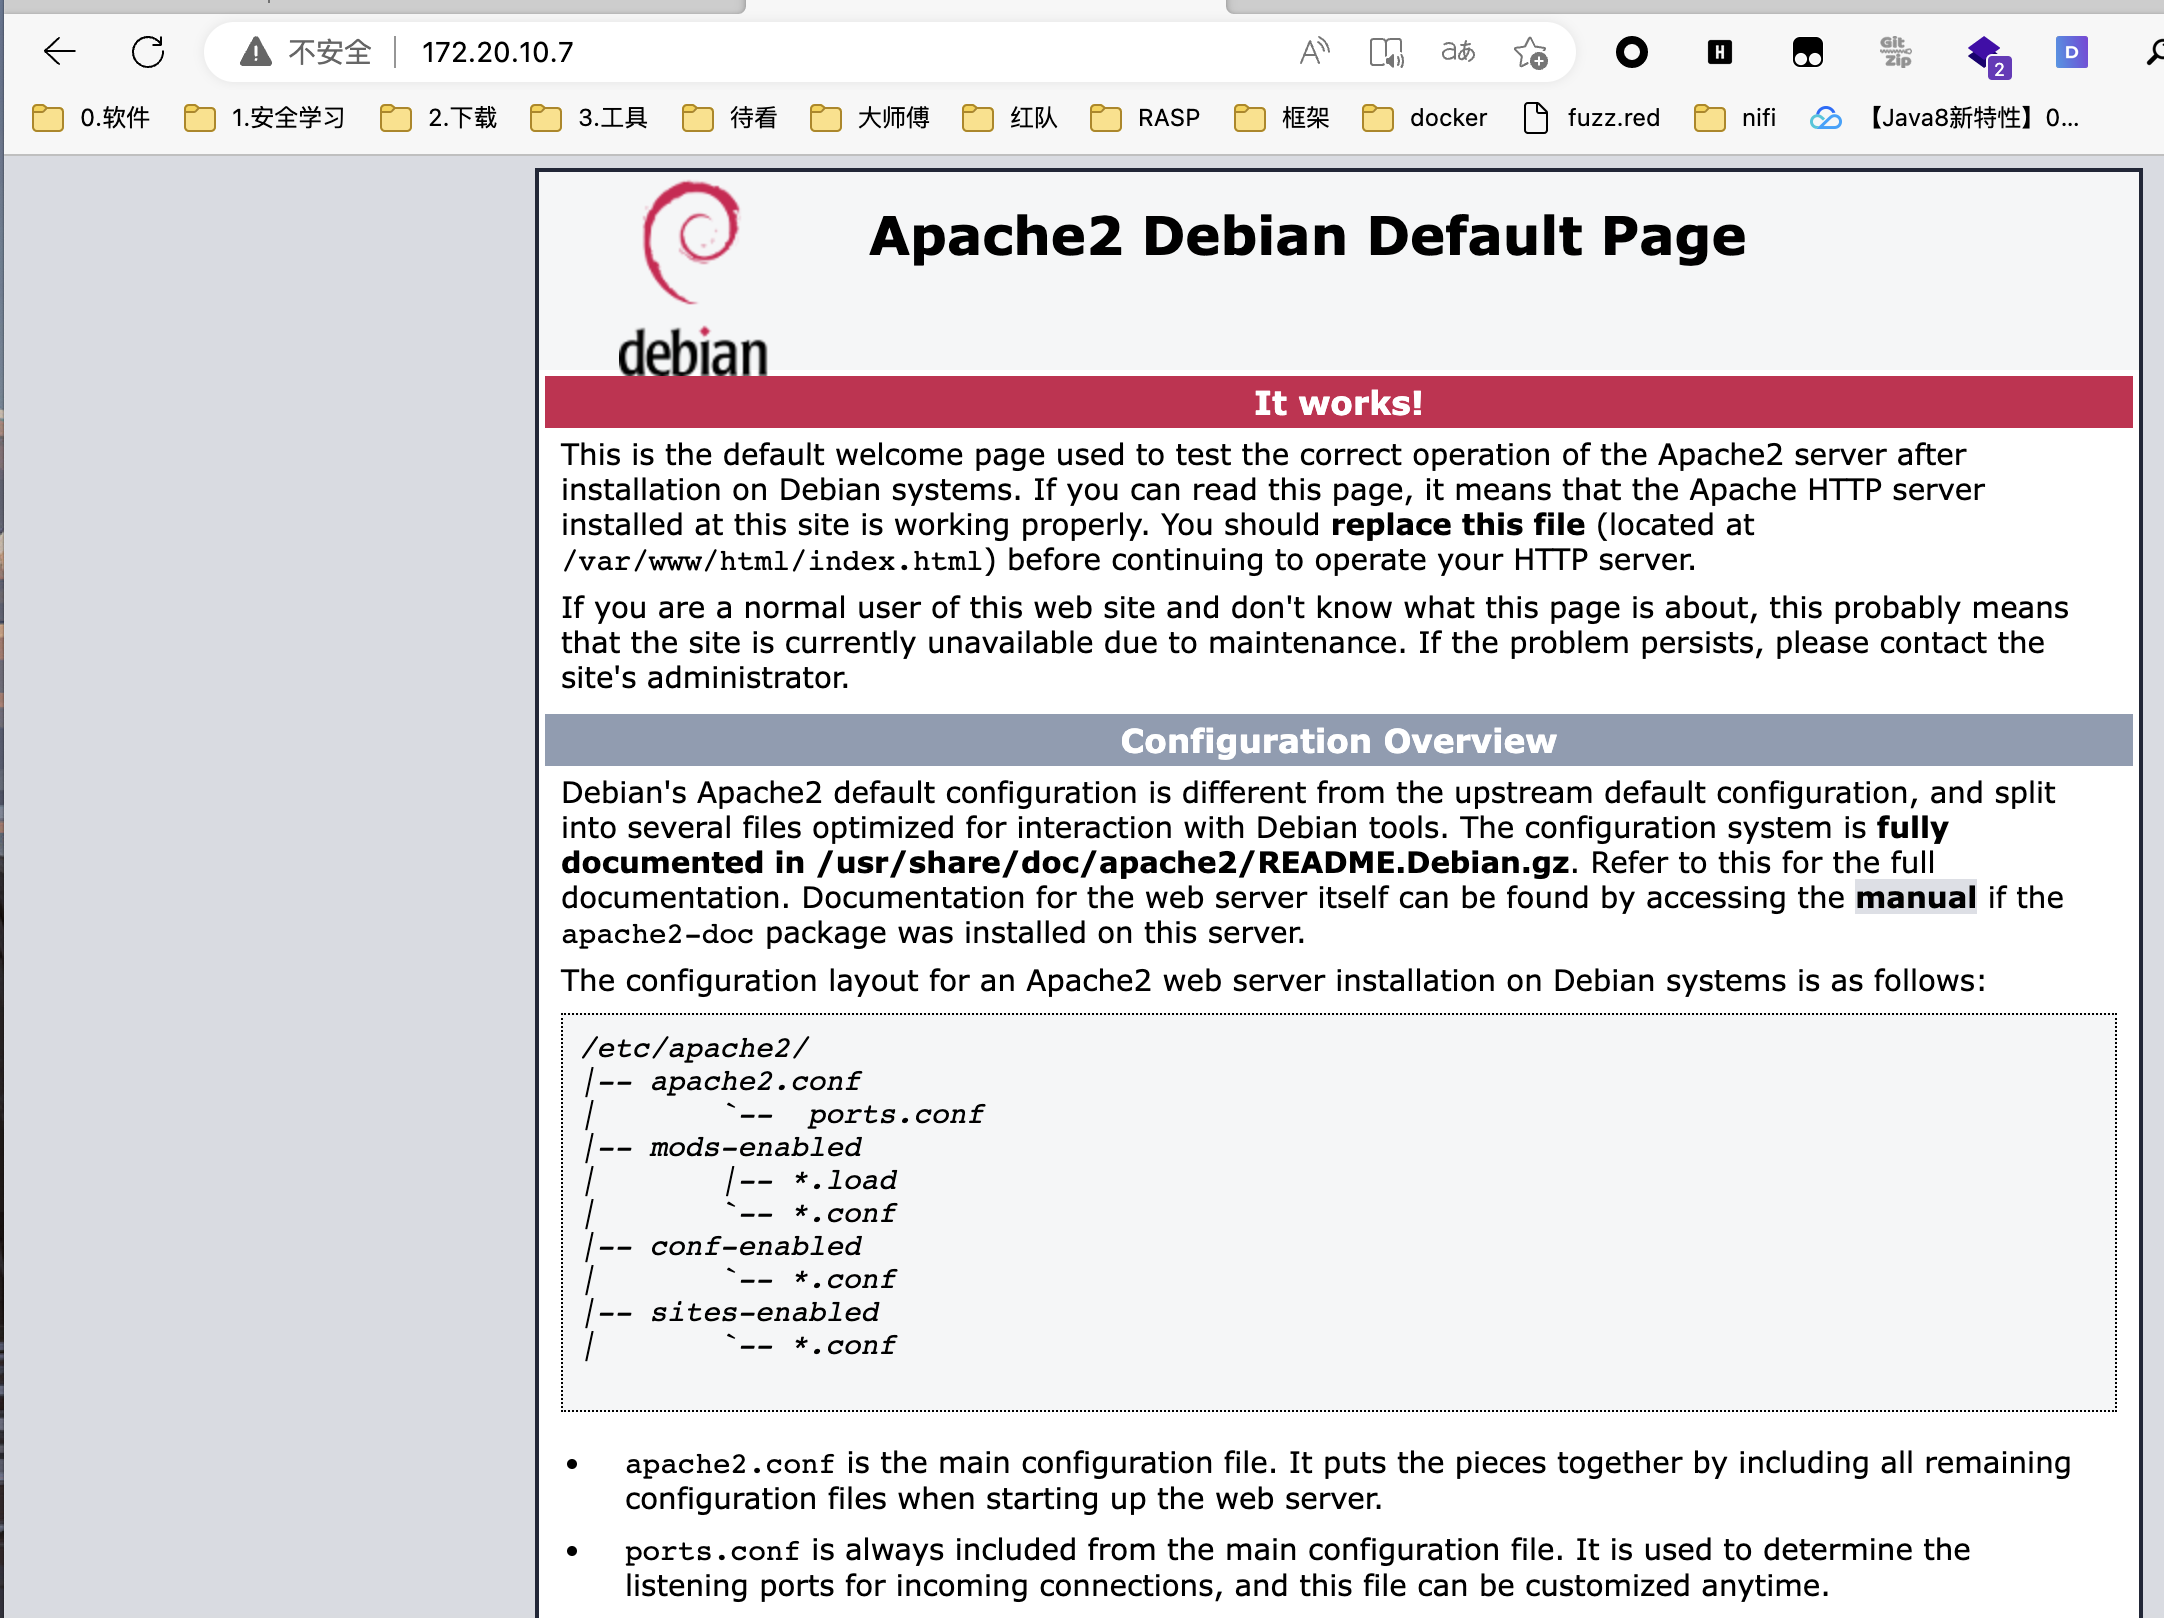 不安全 172.20.10.7 aあ Git Zip 2 D
H
0.软件 1.安全学习 2.下载 3.工具 待看 大师傅 红队 RASP 框架 docker fuzz.red nifi 【Java8新特性】0...
debian
Apache2 Debian Default Page
It works!
This is the default welcome page used to test the correct operation of the Apache2 server after
installation on Debian systems. If you can read this page, it means that the Apache HTTP server
installed at this site is working properly. You should replace this file (located at
/var/www/html/index.html) before continuing to operate your HTTP server.
If you are a normal user of this web site and don't know what this page is about, this probably means
that the site is currently unavailable due to maintenance. If the problem persists, please contact the
site's administrator.
Configuration Overview
Debian's Apache2 default configuration is different from the upstream default configuration, and split
into several files optimized for interaction with Debian tools. The configuration system is fully
documented in /usr/share/doc/apache2/README.Debian.gz. Refer to this for the full
documentation. Documentation for the web server itself can be found by accessing the manual if the
apache2-doc package was installed on this server.
The configuration layout for an Apache2 web server installation on Debian systems is as follows:
/etc/apache2/
|-- apache2.conf
|       `--  ports.conf
|-- mods-enabled
|       |-- *.load
|       `-- *.conf
|-- conf-enabled
|       `-- *.conf
|-- sites-enabled
|       `-- *.conf
• apache2.conf is the main configuration file. It puts the pieces together by including all remaining
configuration files when starting up the web server.
• ports.conf is always included from the main configuration file. It is used to determine the
listening ports for incoming connections, and this file can be customized anytime.